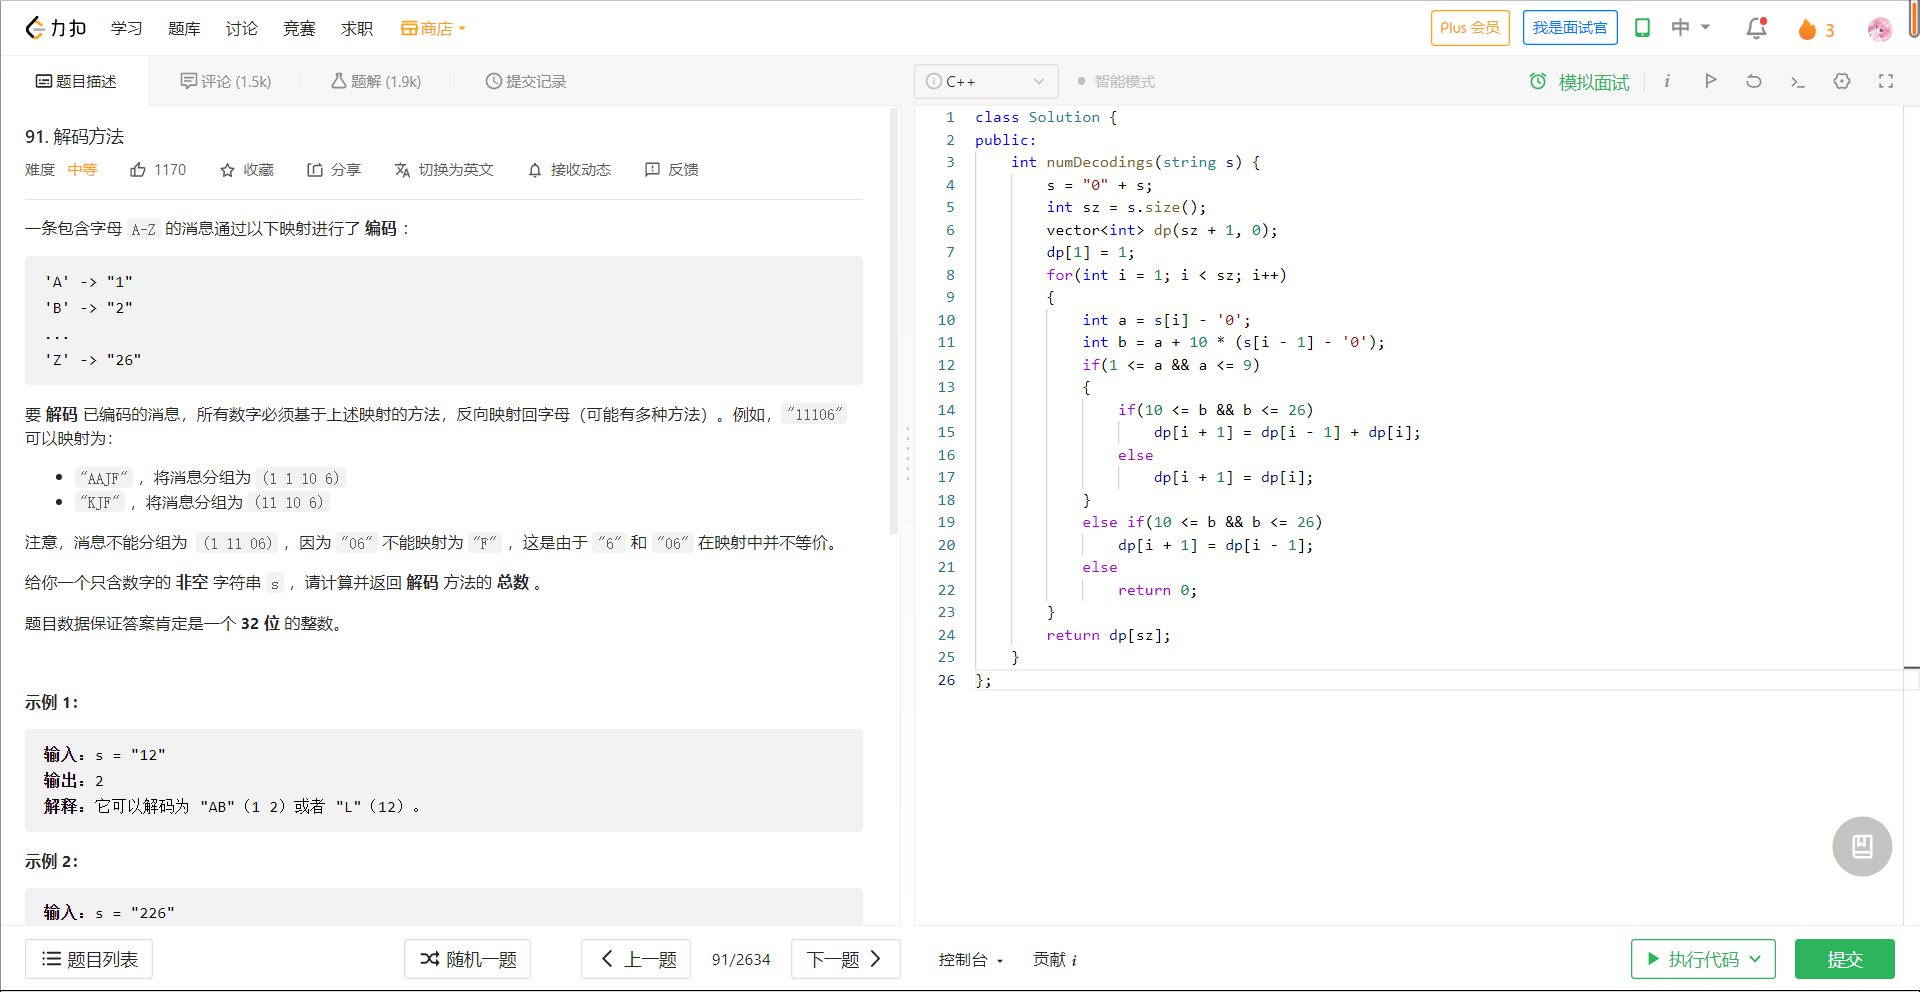 力扣 学习 题库 讨论 竞赛 求职 商店 Plus 会员 我是面试官 中 3
题目描述 评论 (1.5k) 题解 (1.9k) 提交记录
91. 解码方法
难度 中等 1170 收藏 分享 切换为英文 接收动态 反馈
一条包含字母 A-Z 的消息通过以下映射进行了 编码 ：
'A' -> "1"
'B' -> "2"
...
'Z' -> "26"
要 解码 已编码的消息，所有数字必须基于上述映射的方法，反向映射回字母（可能有多种方法）。例如， "11106"
可以映射为：
• "AAJF" ，将消息分组为 (1 1 10 6)
• "KJF" ，将消息分组为 (11 10 6)
注意，消息不能分组为 (1 11 06) ，因为 "06" 不能映射为 "F" ，这是由于 "6" 和 "06" 在映射中并不等价。
给你一个只含数字的 非空 字符串 s ，请计算并返回 解码 方法的 总数 。
题目数据保证答案肯定是一个 32 位 的整数。
示例 1：
输入：s = "12"
输出：2
解释：它可以解码为 "AB"（1 2）或者 "L"（12）。
示例 2：
输入：s = "226"
题目列表 随机一题 上一题 91/2634 下一题
i C++ 智能模式 模拟面试 i
1 class Solution {
2 public:
3 int numDecodings(string s) {
4 s = "0" + s;
5 int sz = s.size();
6 vector<int> dp(sz + 1, 0);
7 dp[1] = 1;
8 for(int i = 1; i < sz; i++)
9 {
10 int a = s[i] - '0';
11 int b = a + 10 * (s[i - 1] - '0');
12 if(1 <= a && a <= 9)
13 {
14 if(10 <= b && b <= 26)
15 dp[i + 1] = dp[i - 1] + dp[i];
16 else
17 dp[i + 1] = dp[i];
18 }
19 else if(10 <= b && b <= 26)
20 dp[i + 1] = dp[i - 1];
21 else
22 return 0;
23 }
24 return dp[sz];
25 }
26 };
控制台 贡献 i 执行代码 提交